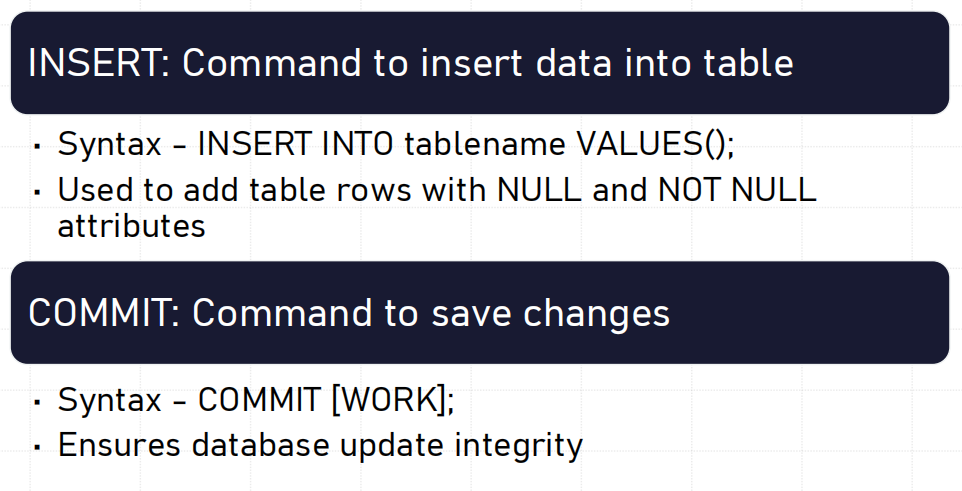 INSERT: Command to insert data into table
▪ Syntax – INSERT INTO tablename VALUES();
▪ Used to add table rows with NULL and NOT NULL
attributes
COMMIT: Command to save changes
▪ Syntax – COMMIT [WORK];
▪ Ensures database update integrity